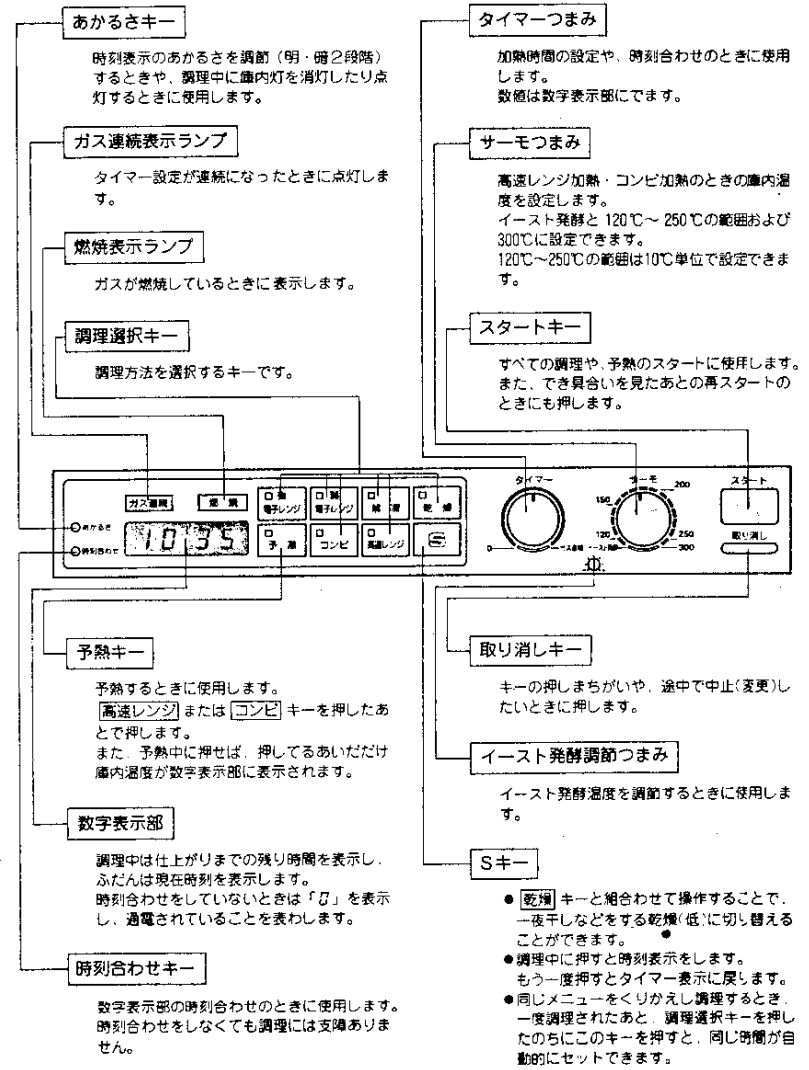 あかるさキー
時刻表示のあかるさを調節（明・暗2段階）
するときや、調理中に庫内灯を消灯したり点
灯するときに使用します。
ガス連続表示ランプ
タイマー設定が連続になったときに点灯しま
す。
燃焼表示ランプ
ガスが燃焼しているときに表示します。
調理選択キー
調理方法を選択するキーです。
タイマーつまみ
加熱時間の設定や、時刻合わせのときに使用
します。
数値は数字表示部にでます。
サーモつまみ
高速レンジ加熱・コンビ加熱のときの庫内温
度を設定します。
イースト発酵と120℃〜250℃の範囲および
300℃に設定できます。
120℃〜250℃の範囲は10℃単位で設定できま
す。
スタートキー
すべての調理や、予熱のスタートに使用します。
また、でき具合いを見たあとの再スタートの
ときにも押します。
ガス連続
燃 焼
強
電子レンジ
弱
電子レンジ
解 凍
乾 燥
あかるさ
時刻合わせ
10 35
予 熱
コンビ
高速レンジ
S
タイマー
0
サーモ
120
150
200
250
300
スタート
取り消し
予熱キー
予熱するときに使用します。
高速レンジ または コンビ キーを押したあ
とで押します。
また、予熱中に押せば、押してるあいだだけ
庫内温度が数字表示部に表示されます。
数字表示部
調理中は仕上がりまでの残り時間を表示し、
ふだんは現在時刻を表示します。
時刻合わせをしていないときは「0」を表示
し、通電されていることを表わします。
時刻合わせキー
数字表示部の時刻合わせのときに使用します。
時刻合わせをしなくても調理には支障ありま
せん。
取り消しキー
キーの押しまちがいや、途中で中止（変更）し
たいときに押します。
イースト発酵調節つまみ
イースト発酵温度を調節するときに使用しま
す。
Sキー
● 乾燥 キーと組合わせて操作することで、
一夜干しなどをする乾燥（低）に切り替える
ことができます。
●調理中に押すと時刻表示をします。
もう一度押すとタイマー表示に戻ります。
●同じメニューをくりかえし調理するとき、
一度調理されたあと、調理選択キーを押し
たのちにこのキーを押すと、同じ時間が自
動的にセットできます。